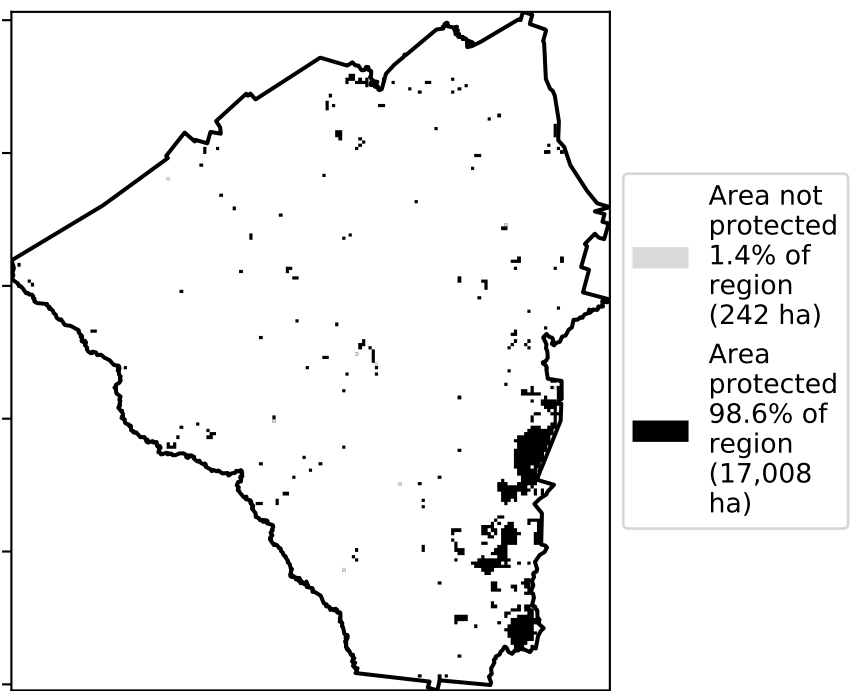 Area not
protected
1.4% of
region
(242 ha)
Area
protected
98.6% of
region
(17,008
ha)